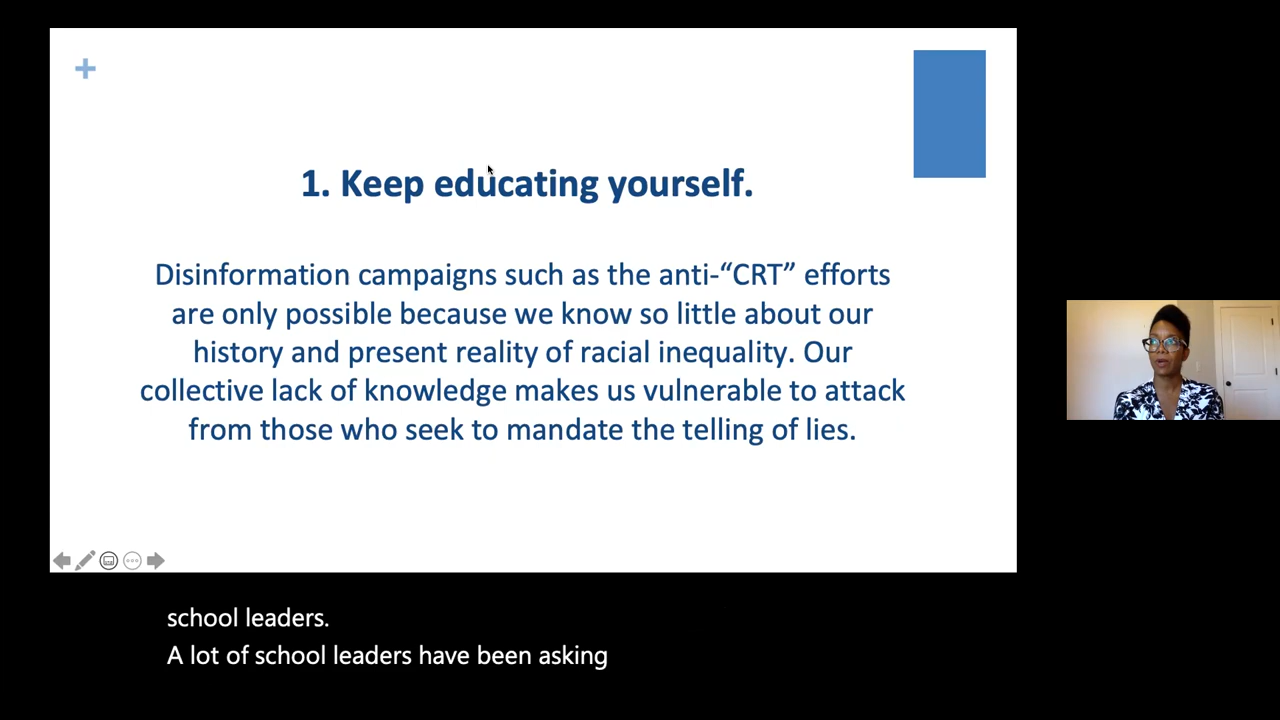 1. Keep educating yourself.
Disinformation campaigns such as the anti-“CRT” efforts
are only possible because we know so little about our
history and present reality of racial inequality. Our
collective lack of knowledge makes us vulnerable to attack
from those who seek to mandate the telling of lies.
school leaders.
A lot of school leaders have been asking